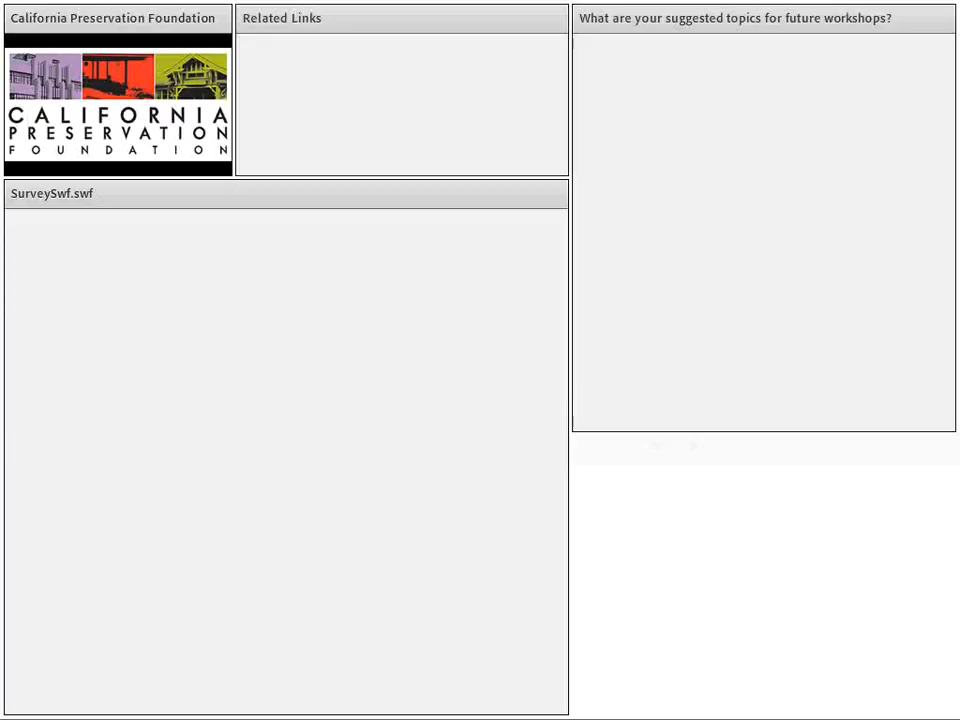 California Preservation Foundation
Related Links
What are your suggested topics for future workshops?
CALIFORNIA
PRESERVATION
FOUNDATION
SurveySwf.swf